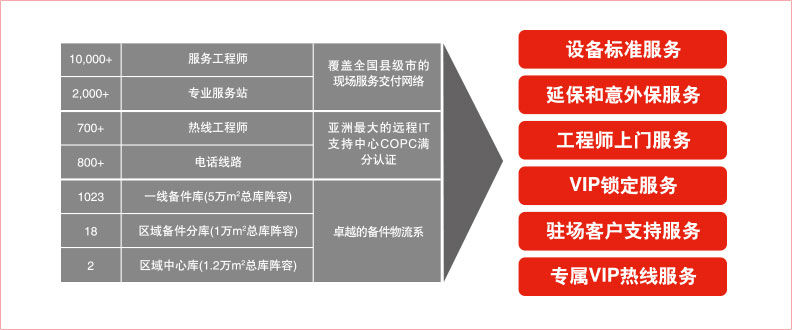 10,000+
服务工程师
2,000+
专业服务站
覆盖全国县级市的
现场服务交付网络
700+
热线工程师
800+
电话线路
亚洲最大的远程IT
支持中心COPC满
分认证
1023
一线备件库(5万m²总库阵容)
18
区域备件分库(1万m²总库阵容)
2
区域中心库(1.2万m²总库阵容)
卓越的备件物流系
设备标准服务
延保和意外保服务
工程师上门服务
VIP锁定服务
驻场客户支持服务
专属VIP热线服务